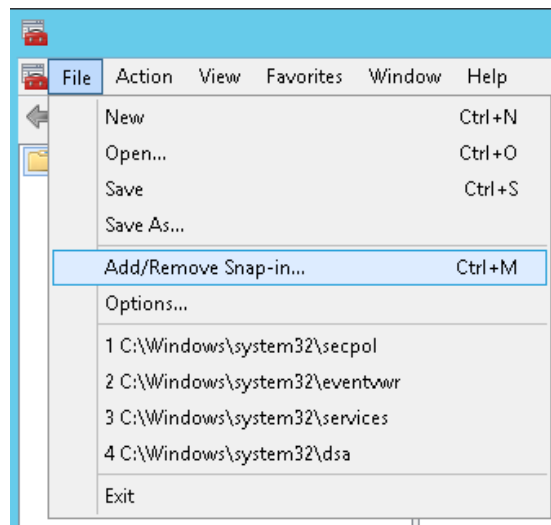 File Action View Favorites Window Help
New Ctrl+N
Open... Ctrl+O
Save Ctrl+S
Save As...
Add/Remove Snap-in... Ctrl+M
Options...
1 C:\Windows\system32\secpol
2 C:\Windows\system32\eventvwr
3 C:\Windows\system32\services
4 C:\Windows\system32\dsa
Exit